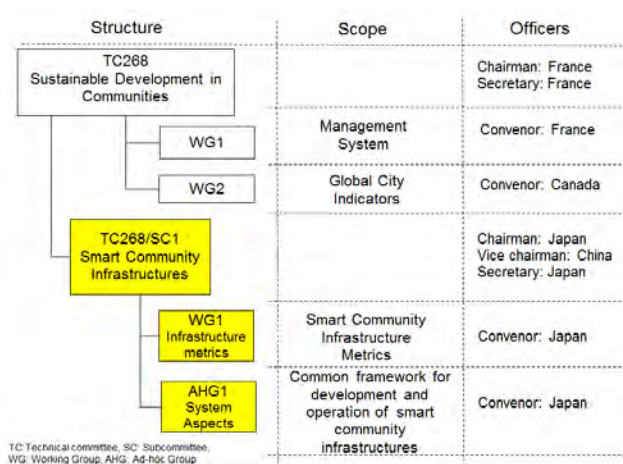 Structure
Scope
Officers
TC268
Sustainable Development in
Communities
Chairman: France
Secretary: France
WG1
Management
System
Convenor: France
WG2
Global City
Indicators
Convenor: Canada
TC268/SC1
Smart Community
Infrastructures
Chairman: Japan
Vice chairman: China
Secretary: Japan
WG1
Infrastructure
metrics
Smart Community
Infrastructure
Metrics
Convenor: Japan
AHG1
System
Aspects
Common framework for
development and
operation of smart
community
infrastructures
Convenor: Japan
TC:Technical committee, SC: Subcommittee,
WG: Working Group, AHG: Ad-hoc Group